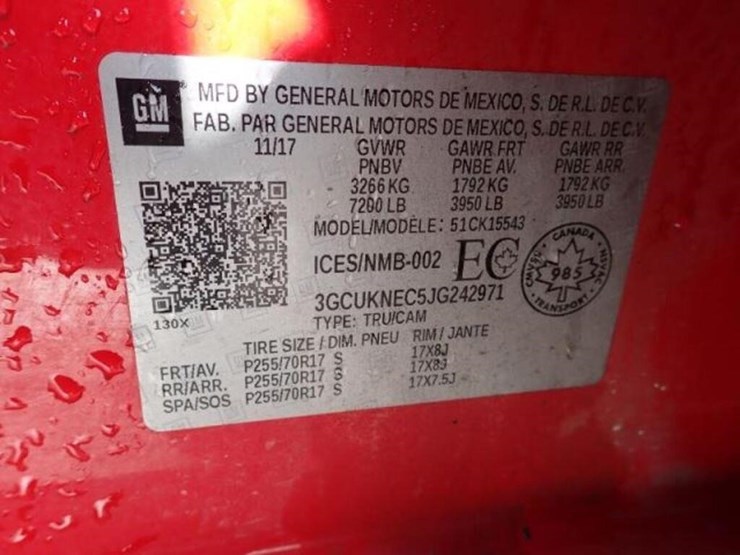 GM
MFD BY GENERAL MOTORS DE MEXICO, S. DE R.L. DE C.V.
FAB. PAR GENERAL MOTORS DE MEXICO, S. DE R.L. DE C.V.
11/17 GVWR GAWR FRT GAWR RR
PNBV PNBE AV. PNBE ARR.
3266 KG 1792 KG 1792 KG
7200 LB 3950 LB 3950 LB
MODEL/MODÈLE: 51CK15543
ICES/NMB-002 EC
CANADA
CMVSS NSVAC
985
TRANSPORT
3GCUKNEC5JG242971
130X
TYPE: TRU/CAM
TIRE SIZE / DIM. PNEU RIM / JANTE
FRT/AV. P255/70R17 S 17X8J
RR/ARR. P255/70R17 S 17X8J
SPA/SOS P255/70R17 S 17X7.5J